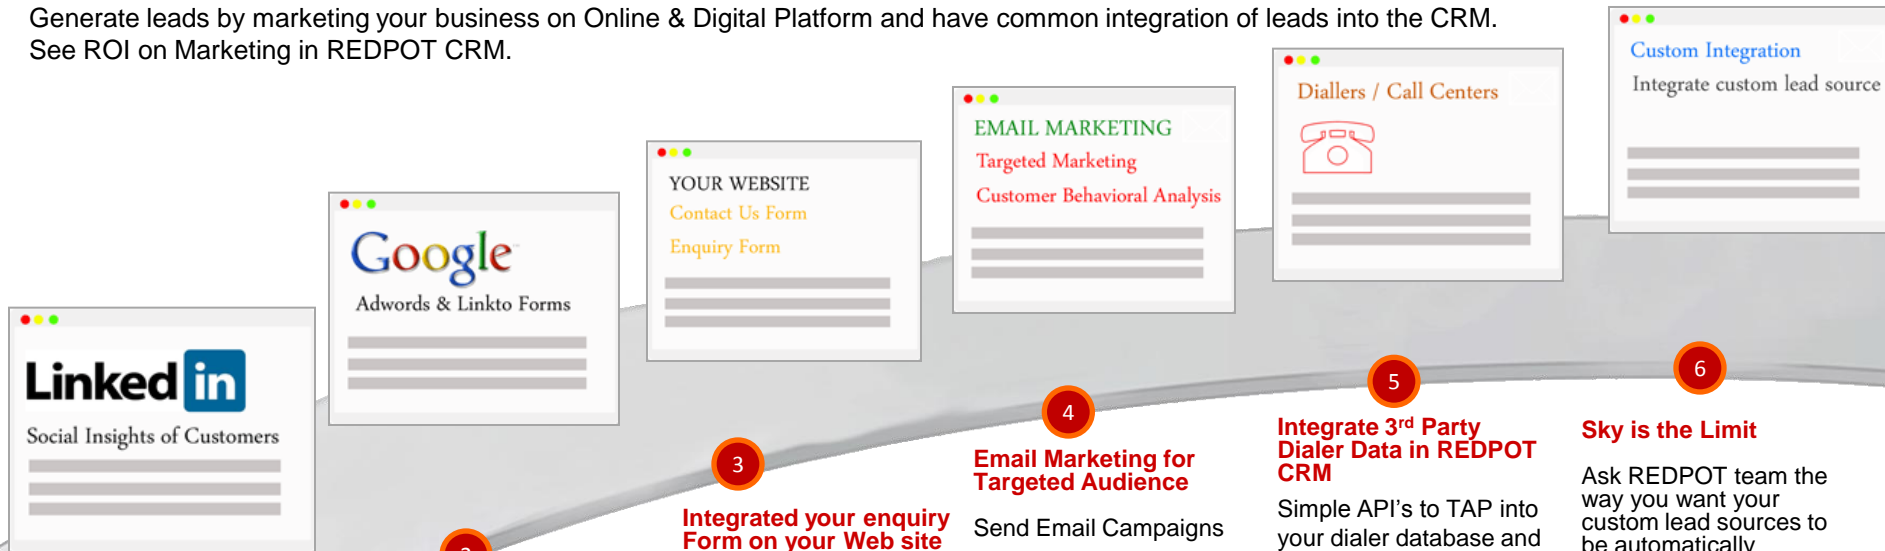 Generate leads by marketing your business on Online & Digital Platform and have common integration of leads into the CRM.
See ROI on Marketing in REDPOT CRM.
Linked in
Social Insights of Customers
Google
Adwords & Linkto Forms
YOUR WEBSITE
Contact Us Form
Enquiry Form
EMAIL MARKETING
Targeted Marketing
Customer Behavioral Analysis
Diallers / Call Centers
Custom Integration
Integrate custom lead source
3
Integrated your enquiry
Form on your Web site
4
Email Marketing for
Targeted Audience
Send Email Campaigns
5
Integrate 3rd Party
Dialer Data in REDPOT
CRM
Simple API's to TAP into
your dialer database and
6
Sky is the Limit
Ask REDPOT team the
way you want your
custom lead sources to
be automatically